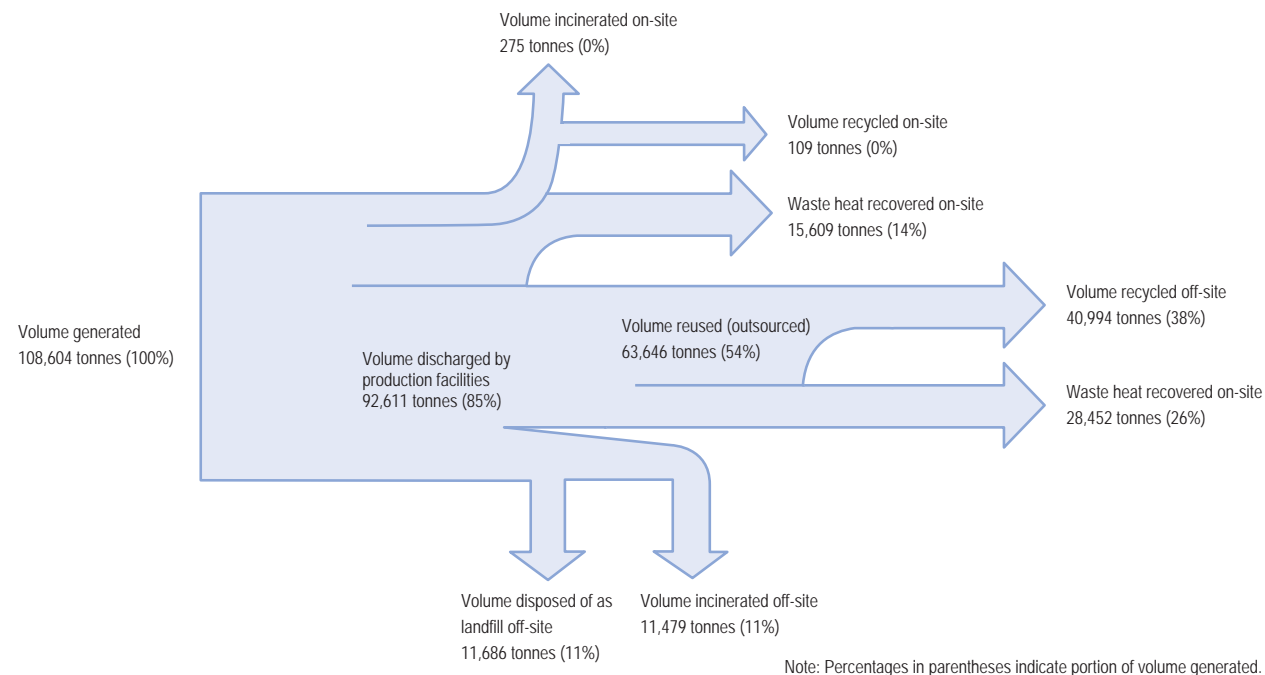 Volume incinerated on-site
275 tonnes (0%)
Volume recycled on-site
109 tonnes (0%)
Waste heat recovered on-site
15,609 tonnes (14%)
Volume recycled off-site
40,994 tonnes (38%)
Volume reused (outsourced)
63,646 tonnes (54%)
Volume generated
108,604 tonnes (100%)
Volume discharged by
production facilities
92,611 tonnes (85%)
Waste heat recovered on-site
28,452 tonnes (26%)
Volume disposed of as
landfill off-site
11,686 tonnes (11%)
Volume incinerated off-site
11,479 tonnes (11%)
Note: Percentages in parentheses indicate portion of volume generated.